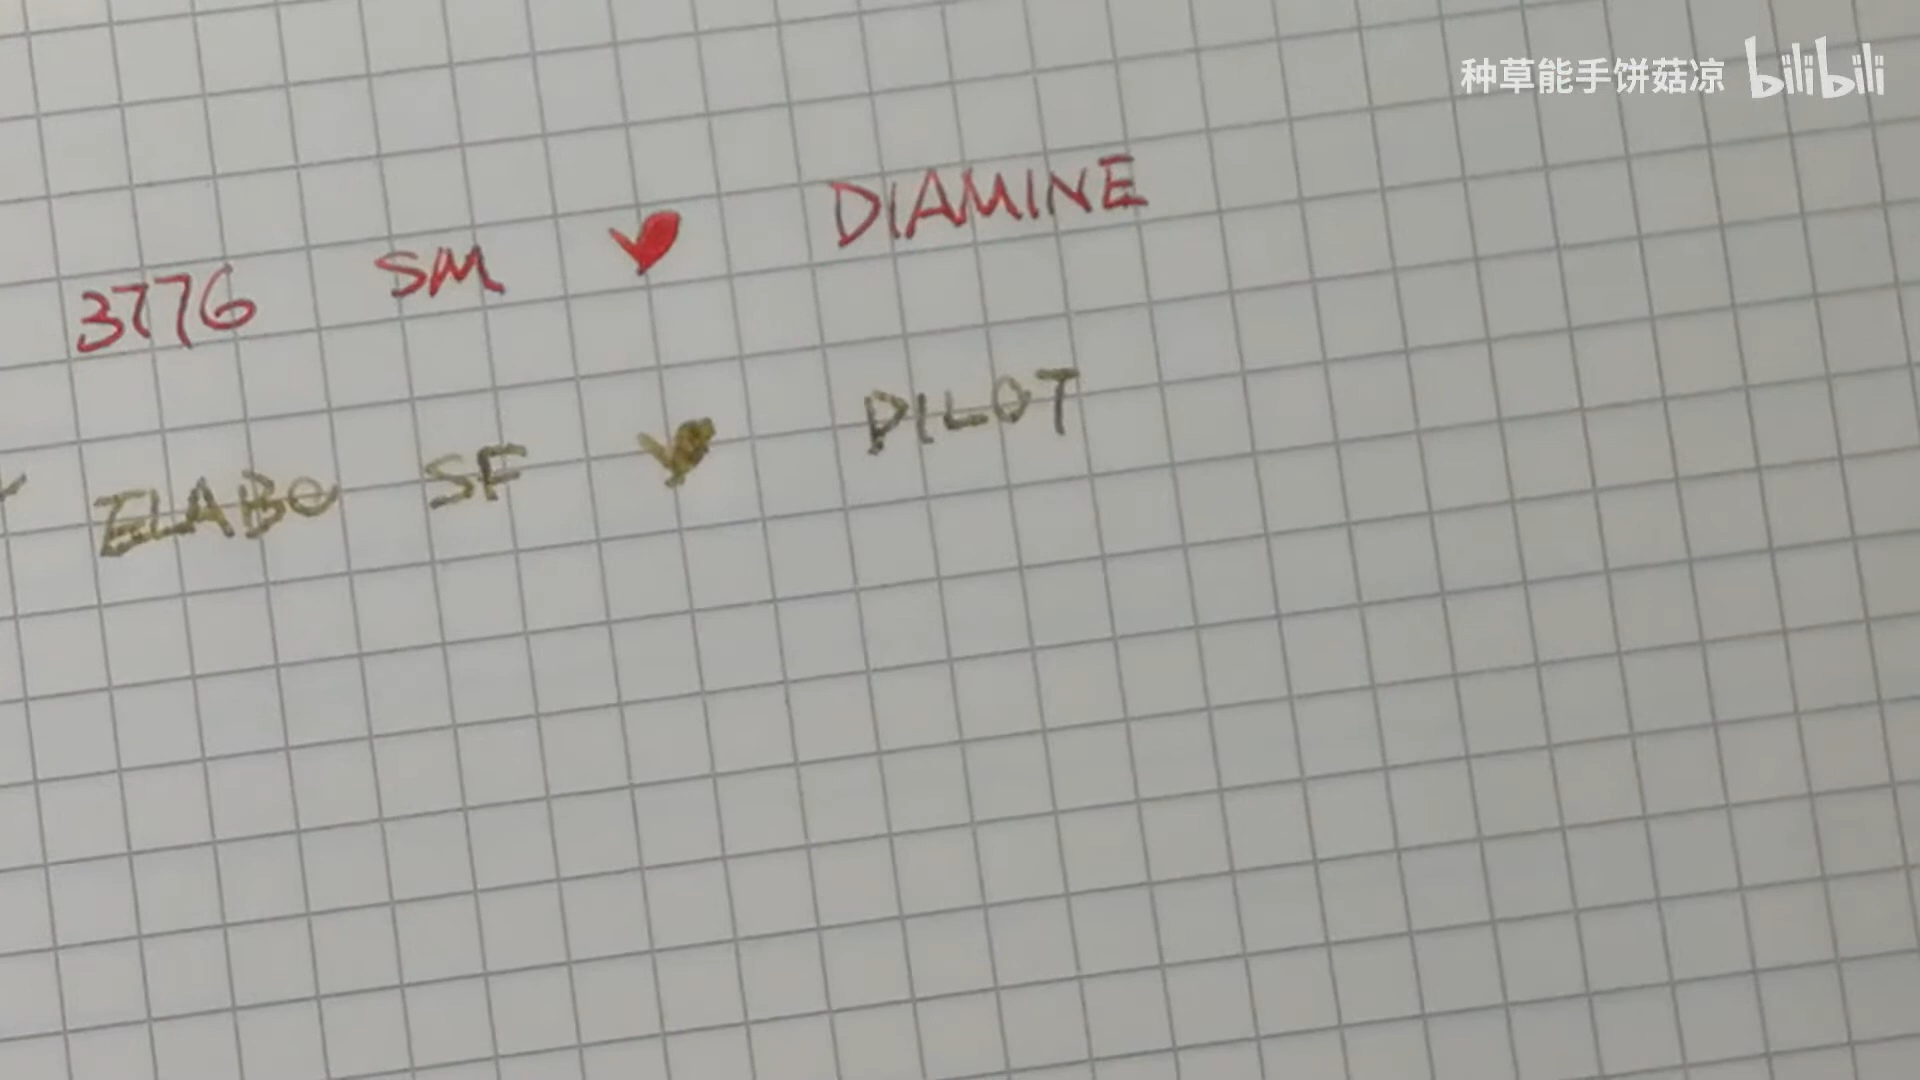 种草能手饼菇凉 bilibili
3776 SM ♥ DIAMINE
ELABO SF ♥ PILOT